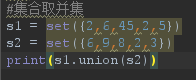 #集合取并集
s1 = set((2,6,45,2,5))
s2 = set((6,9,8,2,3))
print(s1.union(s2))